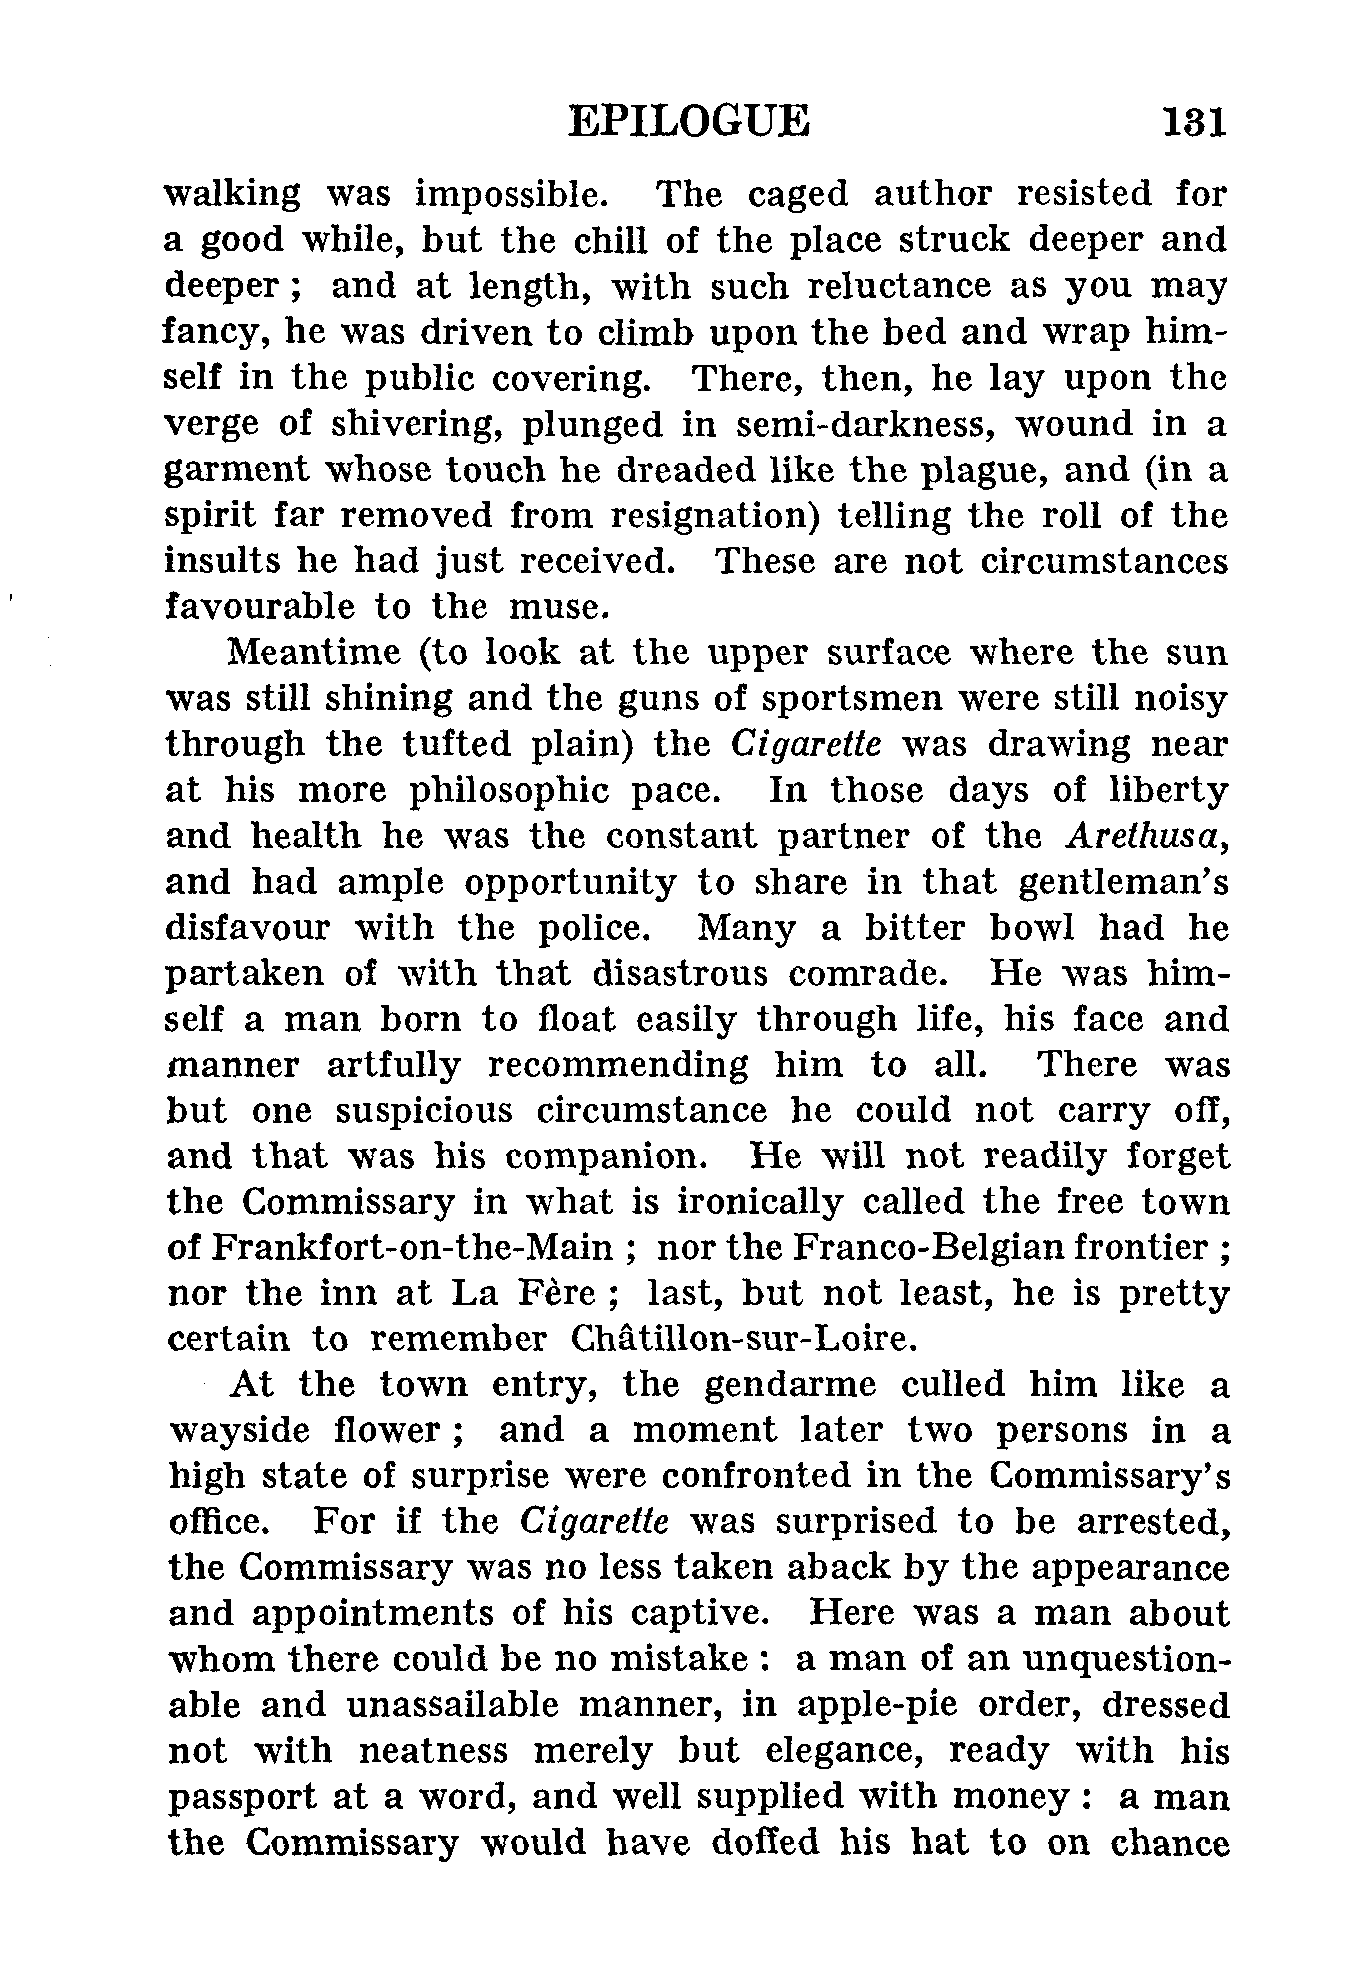 EPILOGUE 131
walking was impossible. The caged author resisted for
a good while, but the chill of the place struck deeper and
deeper ; and at length, with such reluctance as you may
fancy, he was driven to climb upon the bed and wrap him-
self in the public covering. There, then, he lay upon the
verge of shivering, plunged in semi-darkness, wound in a
garment whose touch he dreaded like the plague, and (in a
spirit far removed from resignation) telling the roll of the
insults he had just received. These are not circumstances
favourable to the muse.
Meantime (to look at the upper surface where the sun
was still shining and the guns of sportsmen were still noisy
through the tufted plain) the Cigarette was drawing near
at his more philosophic pace. In those days of liberty
and health he was the constant partner of the Arethusa,
and had ample opportunity to share in that gentleman's
disfavour with the police. Many a bitter bowl had he
partaken of with that disastrous comrade. He was him-
self a man born to float easily through life, his face and
manner artfully recommending him to all. There was
but one suspicious circumstance he could not carry off,
and that was his companion. He will not readily forget
the Commissary in what is ironically called the free town
of Frankfort-on-the-Main ; nor the Franco-Belgian frontier ;
nor the inn at La Fère ; last, but not least, he is pretty
certain to remember Châtillon-sur-Loire.
At the town entry, the gendarme culled him like a
wayside flower ; and a moment later two persons in a
high state of surprise were confronted in the Commissary's
office. For if the Cigarette was surprised to be arrested,
the Commissary was no less taken aback by the appearance
and appointments of his captive. Here was a man about
whom there could be no mistake : a man of an unquestion-
able and unassailable manner, in apple-pie order, dressed
not with neatness merely but elegance, ready with his
passport at a word, and well supplied with money : a man
the Commissary would have doffed his hat to on chance